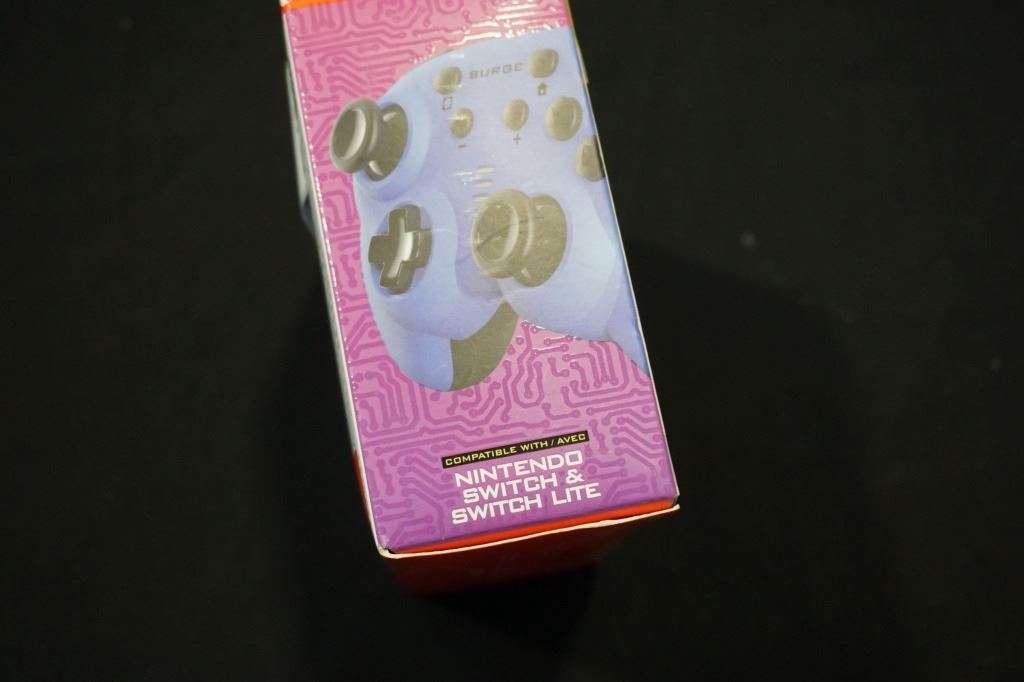 SURGE
-
+
COMPATIBLE WITH / AVEC
NINTENDO
SWITCH &
SWITCH LITE